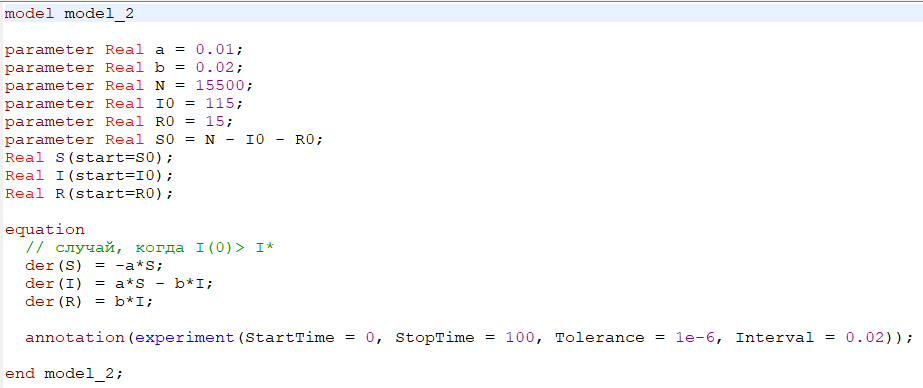 model model_2
parameter Real a = 0.01;
parameter Real b = 0.02;
parameter Real N = 15500;
parameter Real I0 = 115;
parameter Real R0 = 15;
parameter Real S0 = N - I0 - R0;
Real S(start=S0);
Real I(start=I0);
Real R(start=R0);
equation
// случай, когда I(0)> I*
der(S) = -a*S;
der(I) = a*S - b*I;
der(R) = b*I;
annotation(experiment(StartTime = 0, StopTime = 100, Tolerance = 1e-6, Interval = 0.02));
end model_2;